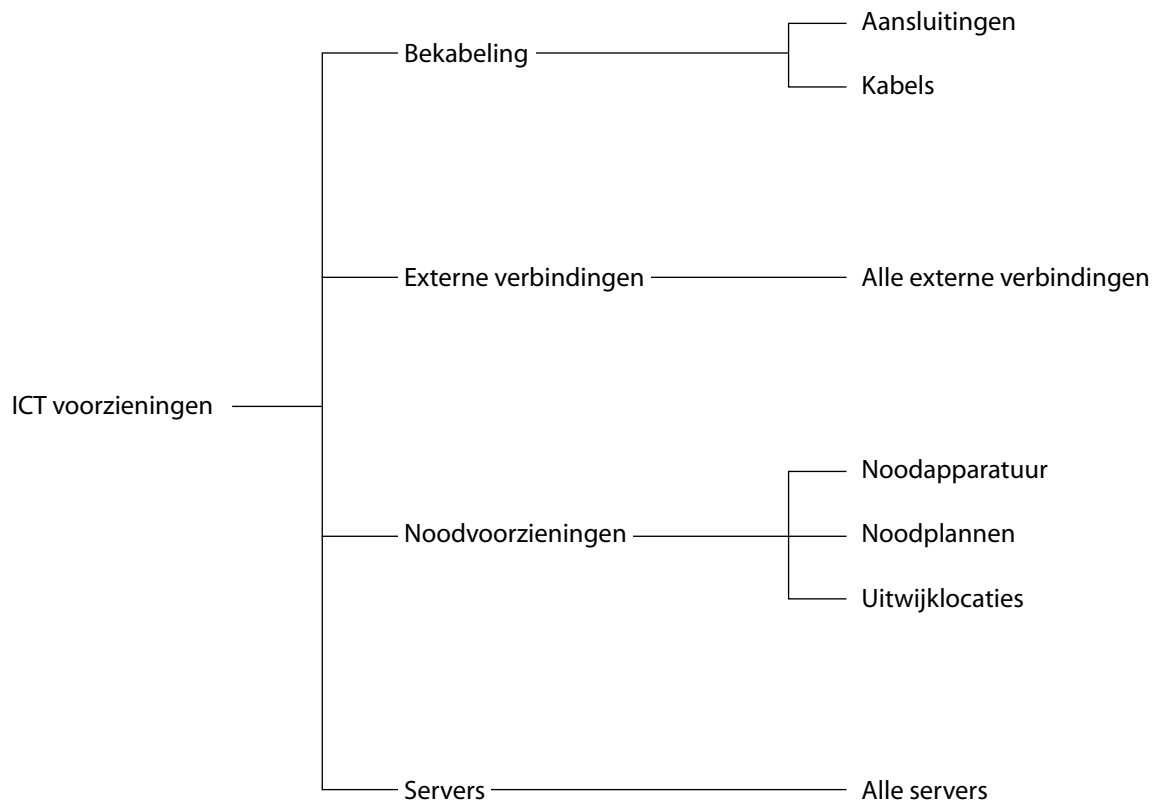 Aansluitingen
Bekabeling
Kabels
Externe verbindingen
Alle externe verbindingen
ICT voorzieningen
Noodapparatuur
Noodvoorzieningen
Noodplannen
Uitwijklocaties
Servers
Alle servers